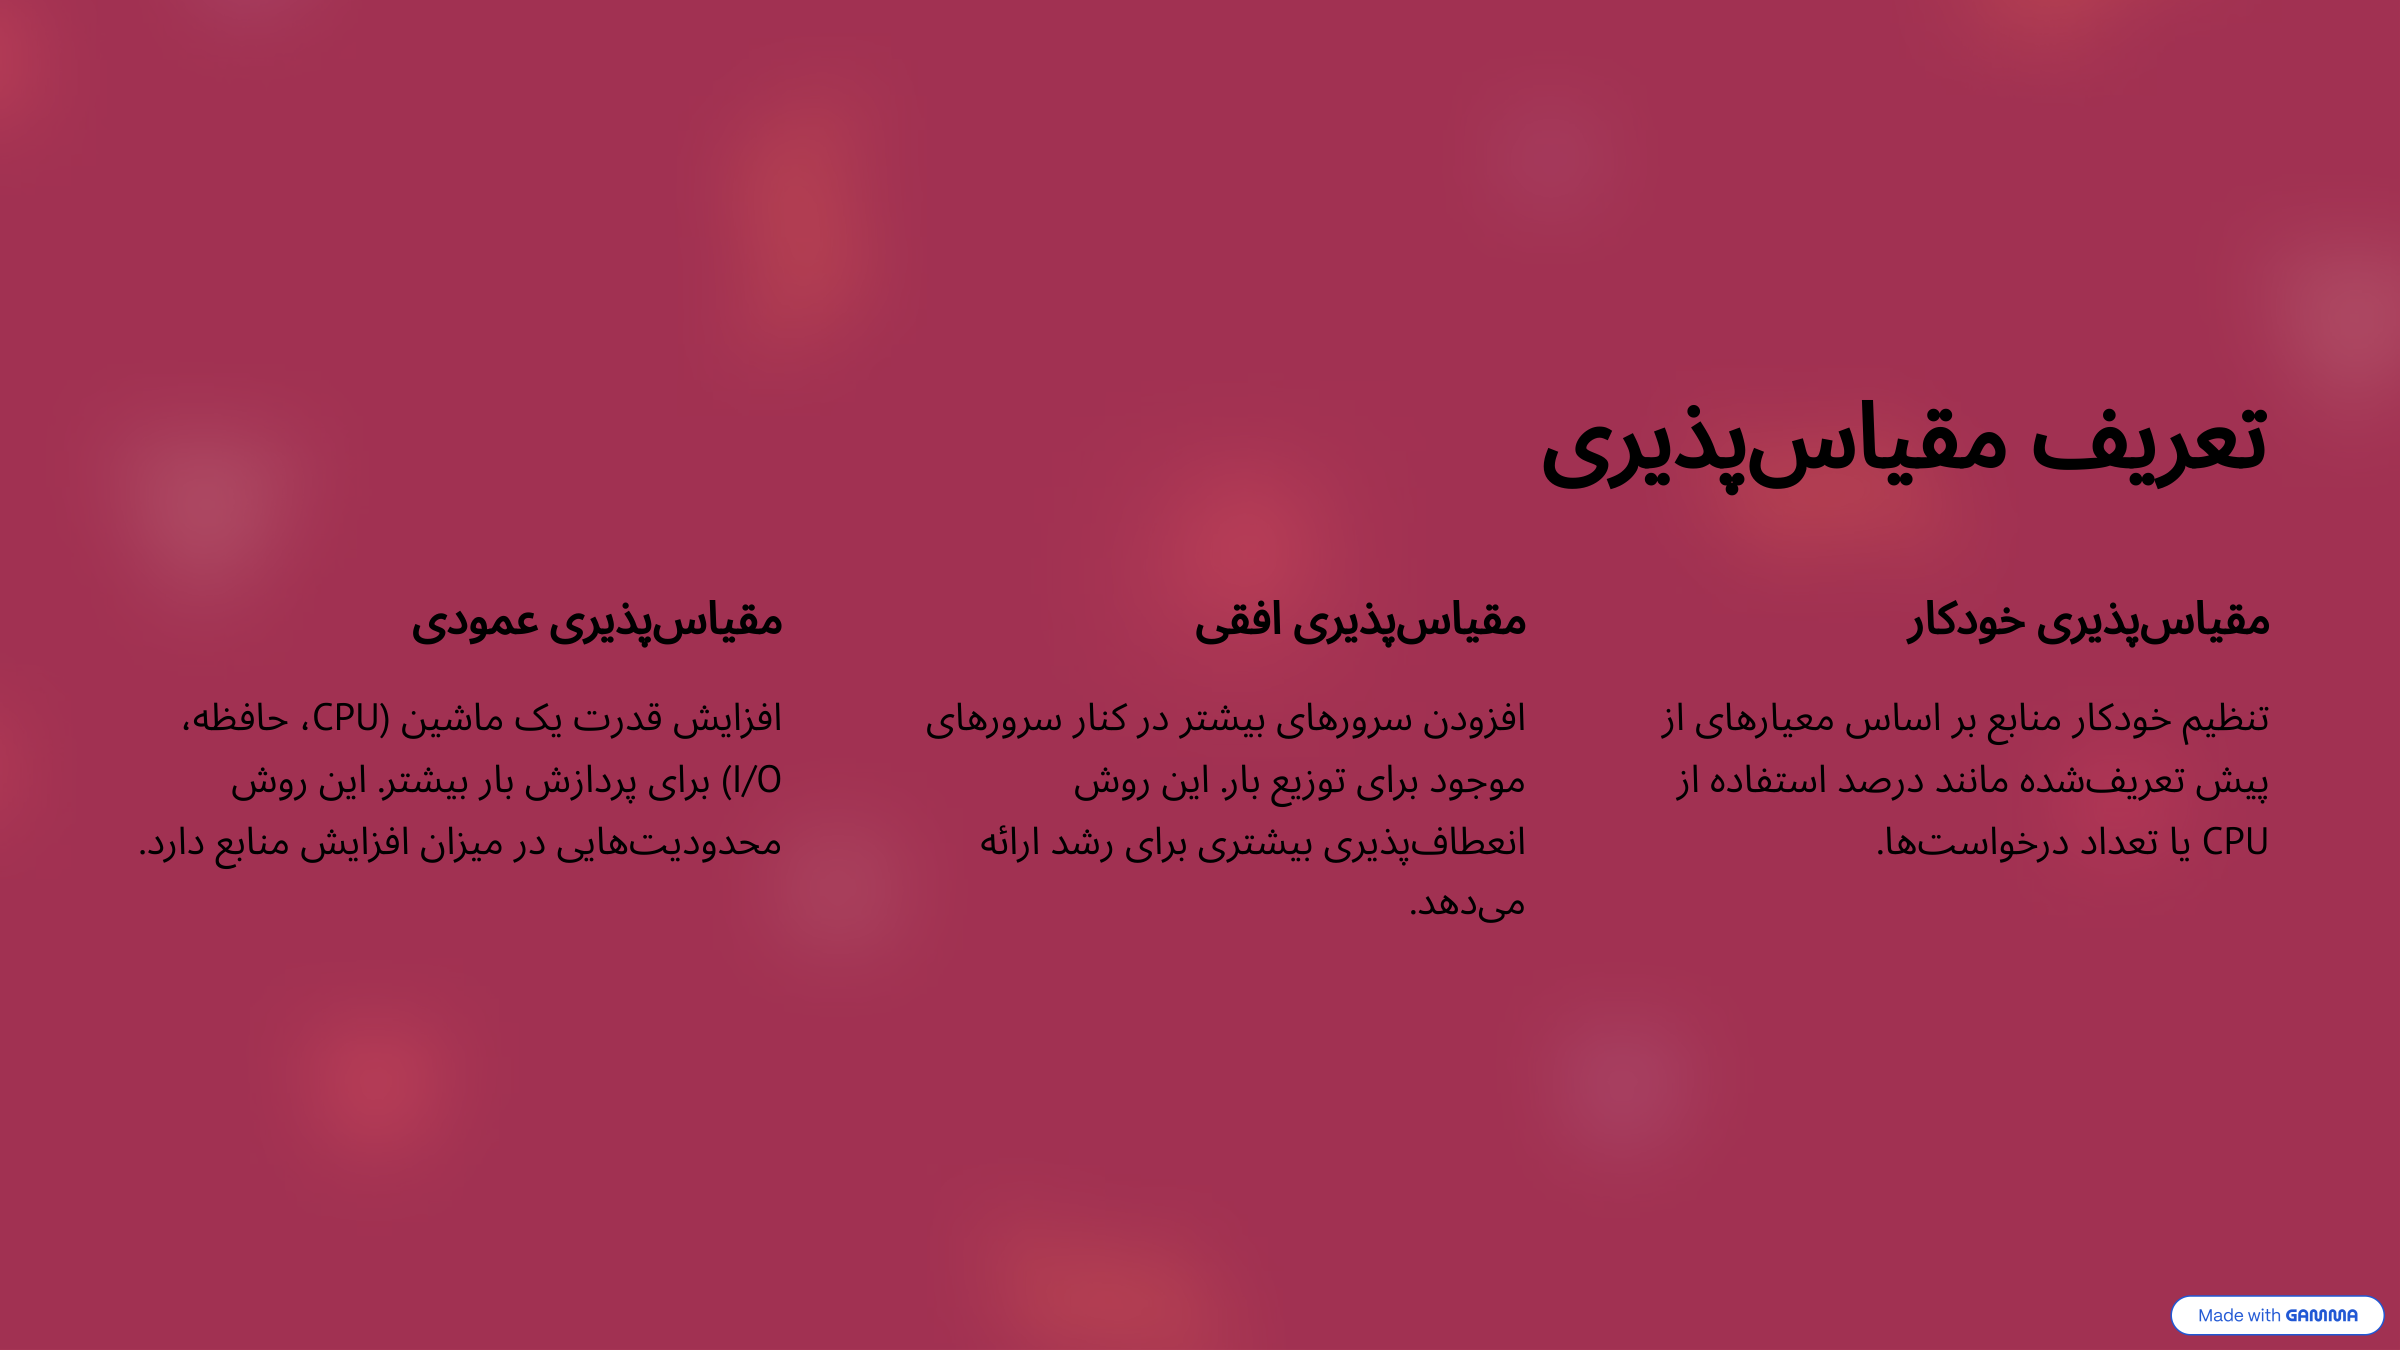 تعریف مقیاس‌پذیری
مقیاس‌پذیری خودکار
تنظیم خودکار منابع بر اساس معیارهای از
پیش تعریف‌شده مانند درصد استفاده از
CPU یا تعداد درخواست‌ها.
مقیاس‌پذیری افقی
افزودن سرورهای بیشتر در کنار سرورهای
موجود برای توزیع بار. این روش
انعطاف‌پذیری بیشتری برای رشد ارائه
می‌دهد.
مقیاس‌پذیری عمودی
افزایش قدرت یک ماشین (CPU، حافظه،
I/O) برای پردازش بار بیشتر. این روش
محدودیت‌هایی در میزان افزایش منابع دارد.
Made with GAMMA